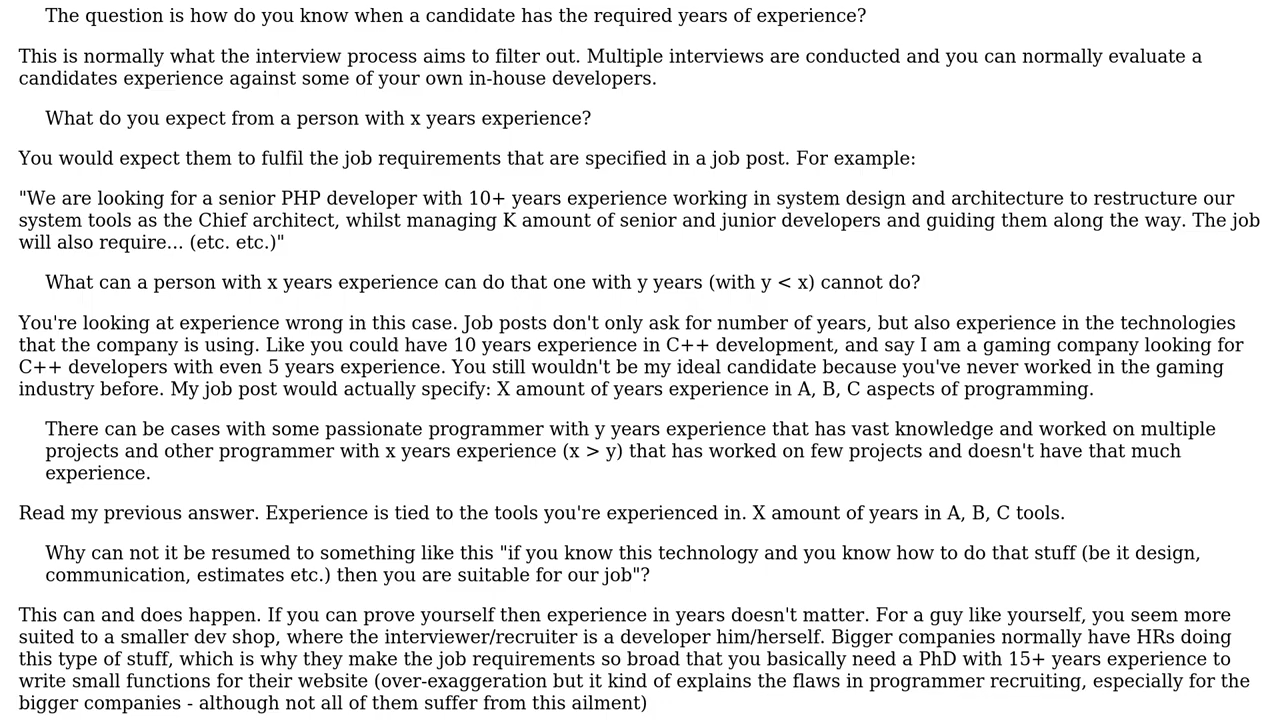 The question is how do you know when a candidate has the required years of experience?
This is normally what the interview process aims to filter out. Multiple interviews are conducted and you can normally evaluate a
candidates experience against some of your own in-house developers.
What do you expect from a person with x years experience?
You would expect them to fulfil the job requirements that are specified in a job post. For example:
"We are looking for a senior PHP developer with 10+ years experience working in system design and architecture to restructure our
system tools as the Chief architect, whilst managing K amount of senior and junior developers and guiding them along the way. The job
will also require... (etc. etc.)"
What can a person with x years experience can do that one with y years (with y < x) cannot do?
You're looking at experience wrong in this case. Job posts don't only ask for number of years, but also experience in the technologies
that the company is using. Like you could have 10 years experience in C++ development, and say I am a gaming company looking for
C++ developers with even 5 years experience. You still wouldn't be my ideal candidate because you've never worked in the gaming
industry before. My job post would actually specify: X amount of years experience in A, B, C aspects of programming.
There can be cases with some passionate programmer with y years experience that has vast knowledge and worked on multiple
projects and other programmer with x years experience (x > y) that has worked on few projects and doesn't have that much
experience.
Read my previous answer. Experience is tied to the tools you're experienced in. X amount of years in A, B, C tools.
Why can not it be resumed to something like this "if you know this technology and you know how to do that stuff (be it design,
communication, estimates etc.) then you are suitable for our job"?
This can and does happen. If you can prove yourself then experience in years doesn't matter. For a guy like yourself, you seem more
suited to a smaller dev shop, where the interviewer/recruiter is a developer him/herself. Bigger companies normally have HRs doing
this type of stuff, which is why they make the job requirements so broad that you basically need a PhD with 15+ years experience to
write small functions for their website (over-exaggeration but it kind of explains the flaws in programmer recruiting, especially for the
bigger companies - although not all of them suffer from this ailment)